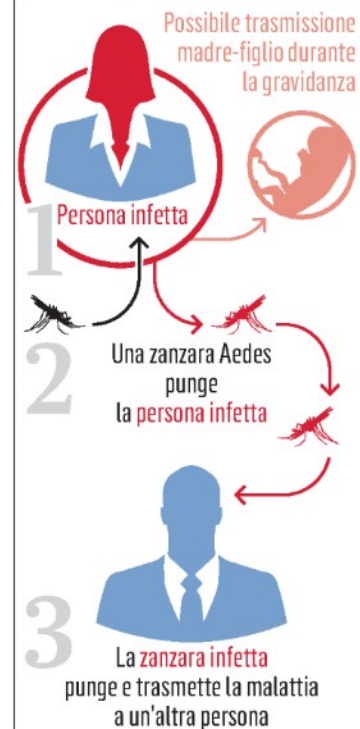 Possibile trasmissione
madre-figlio durante
la gravidanza
1
Persona infetta
2
Una zanzara Aedes
punge
la persona infetta
3
La zanzara infetta
punge e trasmette la malattia
a un'altra persona